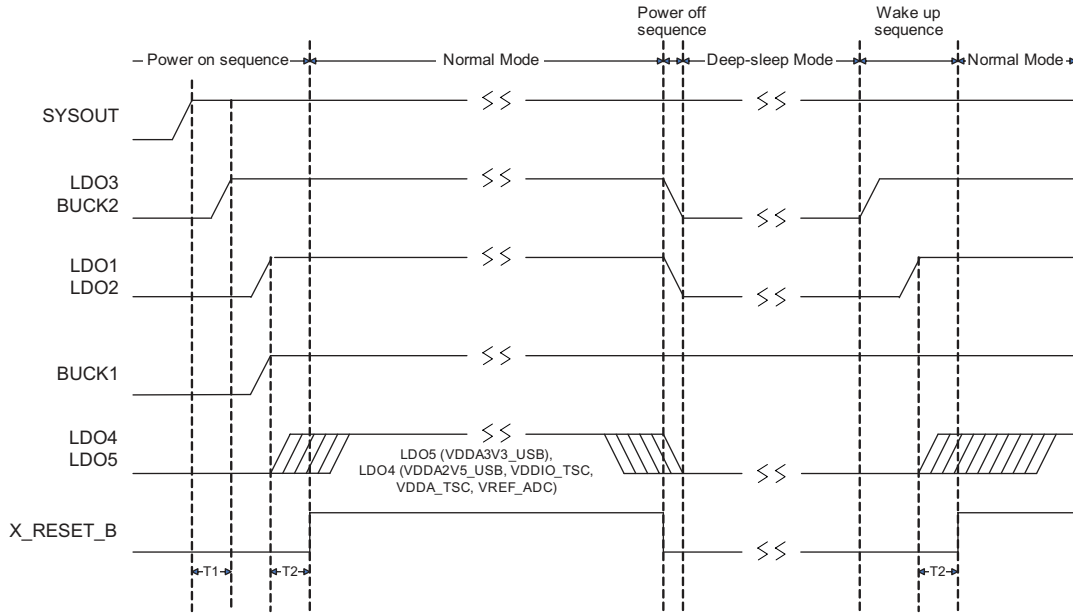 Power off
sequence
Wake up
sequence
Power on sequence
Normal Mode
Deep-sleep Mode
Normal Mode
SYSOUT
LDO3
BUCK2
LDO1
LDO2
BUCK1
LDO4
LDO5
LDO5 (VDDA3V3_USB),
LDO4 (VDDA2V5_USB, VDDIO_TSC,
VDDA_TSC, VREF_ADC)
X_RESET_B
T1
T2
T2